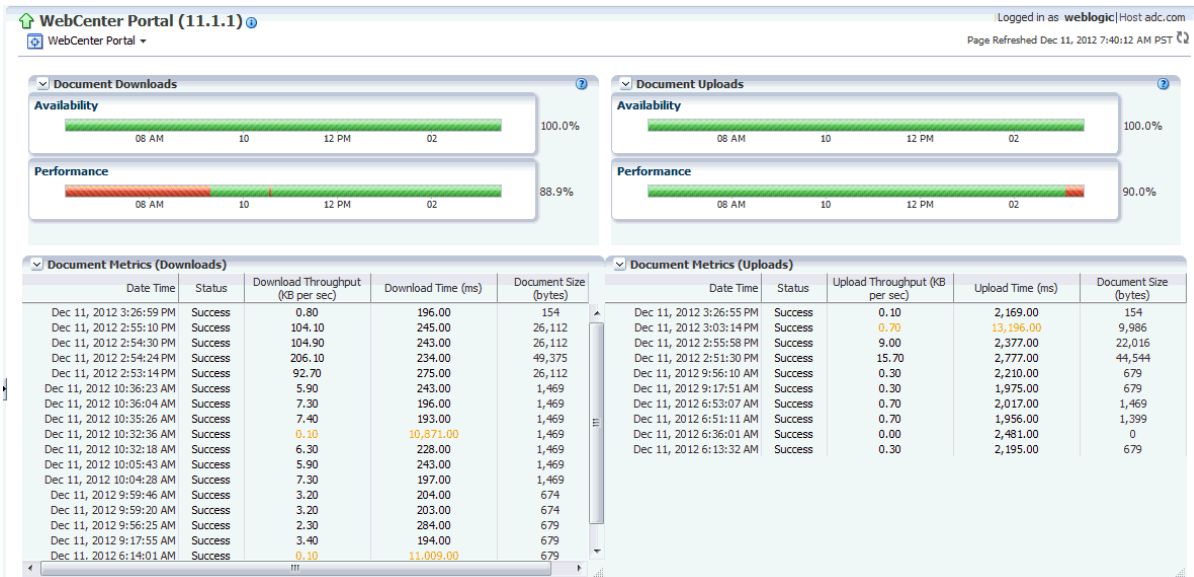 WebCenter Portal (11.1.1)
Logged in as weblogic|Host adc.com
WebCenter Portal
Page Refreshed Dec 11, 2012 7:40:12 AM PST
Document Downloads
Availability
100.0%
08 AM 10 12 PM 02
Performance
88.9%
08 AM 10 12 PM 02
Document Uploads
Availability
100.0%
08 AM 10 12 PM 02
Performance
90.0%
08 AM 10 12 PM 02
Document Metrics (Downloads)
Date Time Status Download Throughput (KB per sec) Download Time (ms) Document Size (bytes)
Dec 11, 2012 3:26:59 PM Success 0.80 196.00 154
Dec 11, 2012 2:55:10 PM Success 104.10 245.00 26,112
Dec 11, 2012 2:54:30 PM Success 104.90 243.00 26,112
Dec 11, 2012 2:54:24 PM Success 206.10 234.00 49,375
Dec 11, 2012 2:53:14 PM Success 92.70 275.00 26,112
Dec 11, 2012 10:36:23 AM Success 5.90 243.00 1,469
Dec 11, 2012 10:36:04 AM Success 7.30 196.00 1,469
Dec 11, 2012 10:35:26 AM Success 7.40 193.00 1,469
Dec 11, 2012 10:32:36 AM Success 0.10 10,871.00 1,469
Dec 11, 2012 10:32:18 AM Success 6.30 228.00 1,469
Dec 11, 2012 10:05:43 AM Success 5.90 243.00 1,469
Dec 11, 2012 10:04:28 AM Success 7.30 197.00 1,469
Dec 11, 2012 9:59:46 AM Success 3.20 204.00 674
Dec 11, 2012 9:59:20 AM Success 3.20 203.00 674
Dec 11, 2012 9:56:25 AM Success 2.30 284.00 679
Dec 11, 2012 9:17:55 AM Success 3.40 194.00 679
Dec 11, 2012 6:14:01 AM Success 0.10 11,009.00 679
Document Metrics (Uploads)
Date Time Status Upload Throughput (KB per sec) Upload Time (ms) Document Size (bytes)
Dec 11, 2012 3:26:55 PM Success 0.10 2,169.00 154
Dec 11, 2012 3:03:14 PM Success 0.70 13,196.00 9,986
Dec 11, 2012 2:55:58 PM Success 9.00 2,377.00 22,016
Dec 11, 2012 2:51:30 PM Success 15.70 2,777.00 44,544
Dec 11, 2012 9:56:10 AM Success 0.30 2,210.00 679
Dec 11, 2012 9:17:51 AM Success 0.30 1,975.00 679
Dec 11, 2012 6:53:07 AM Success 0.70 2,017.00 1,469
Dec 11, 2012 6:51:11 AM Success 0.70 1,956.00 1,399
Dec 11, 2012 6:36:01 AM Success 0.00 2,481.00 0
Dec 11, 2012 6:13:32 AM Success 0.30 2,195.00 679